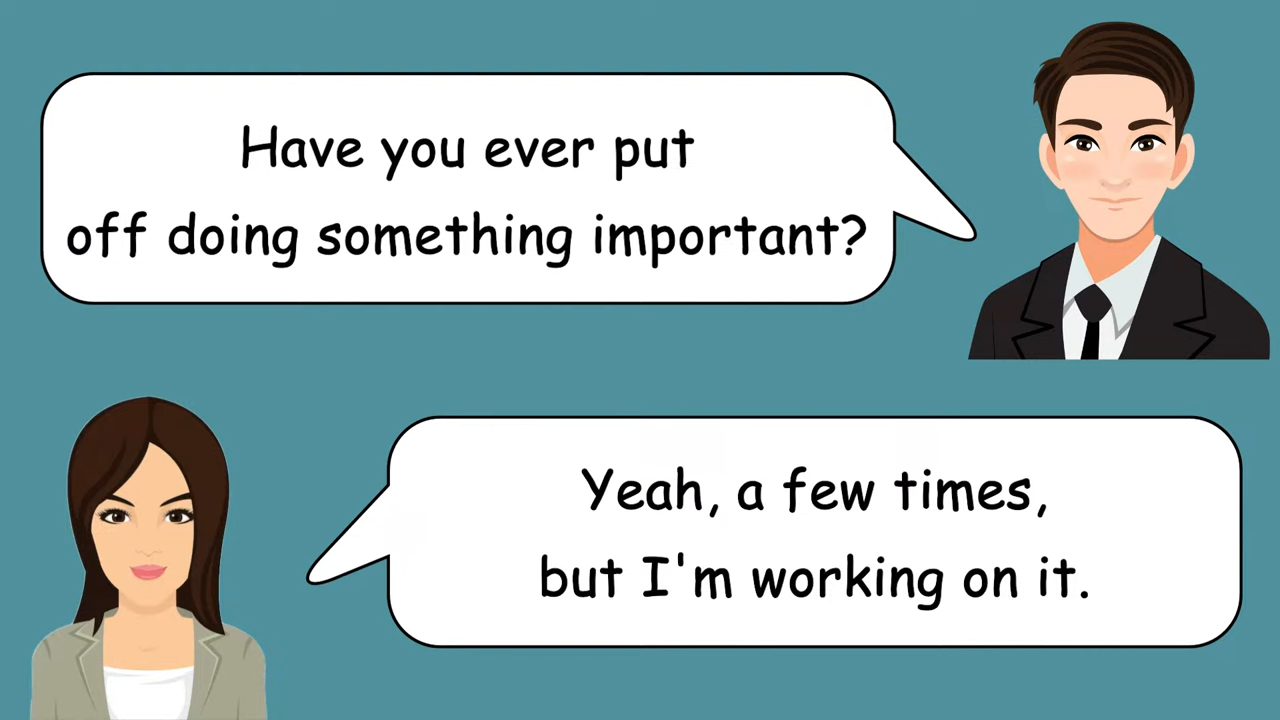 Have you ever put
off doing something important?
Yeah, a few times,
but I'm working on it.